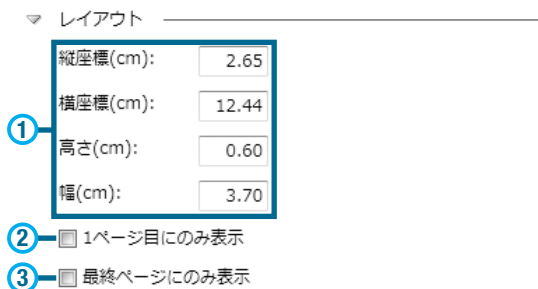 レイアウト
縦座標(cm): 2.65
横座標(cm): 12.44
① 高さ(cm): 0.60
幅(cm): 3.70
② 1ページ目にのみ表示
③ 最終ページにのみ表示